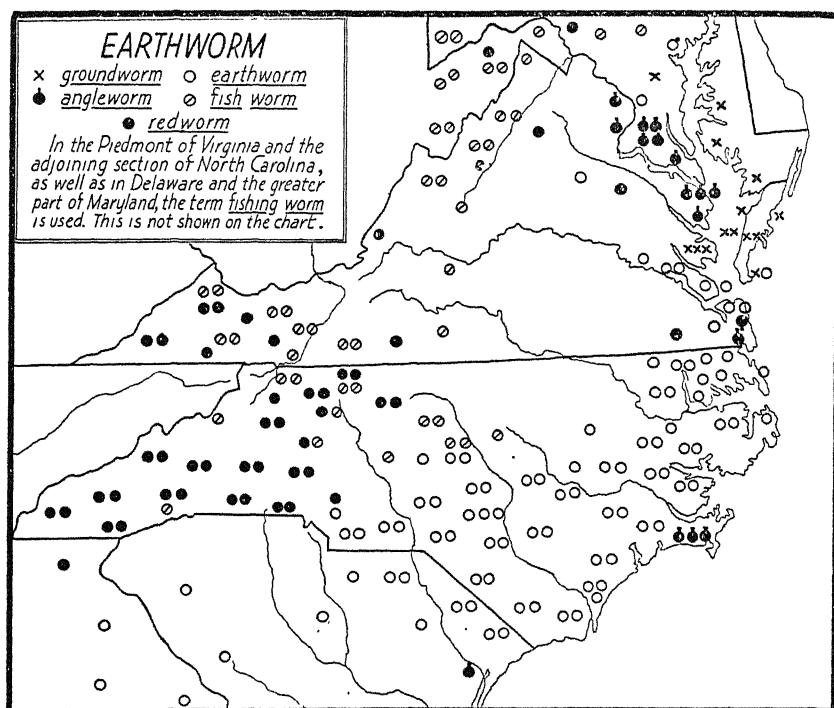 EARTHWORM
× groundworm ○ earthworm
angleworm ⊘ fish worm
● redworm
In the Piedmont of Virginia and the
adjoining section of North Carolina,
as well as in Delaware and the greater
part of Maryland, the term fishing worm
is used. This is not shown on the chart.